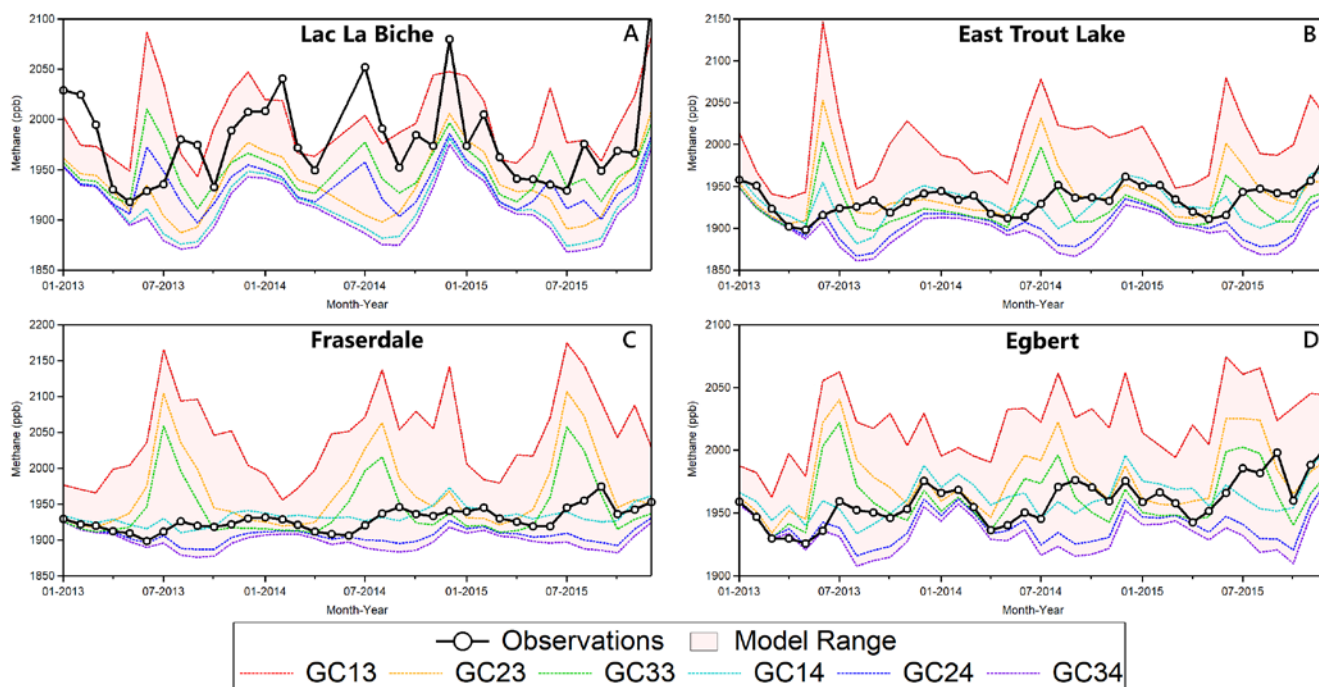 Lac La Biche
A
2100
2050
2000
1950
1900
1850
Methane (ppb)
01-2013
07-2013
01-2014
07-2014
01-2015
07-2015
Month-Year
East Trout Lake
B
2150
2100
2050
2000
1950
1900
1850
Methane (ppb)
01-2013
07-2013
01-2014
07-2014
01-2015
07-2015
Month-Year
Fraserdale
C
2200
2150
2100
2050
2000
1950
1900
1850
Methane (ppb)
01-2013
07-2013
01-2014
07-2014
01-2015
07-2015
Month-Year
Egbert
D
2100
2050
2000
1950
1900
Methane (ppb)
01-2013
07-2013
01-2014
07-2014
01-2015
07-2015
Month-Year
Observations Model Range
GC13 GC23 GC33 GC14 GC24 GC34